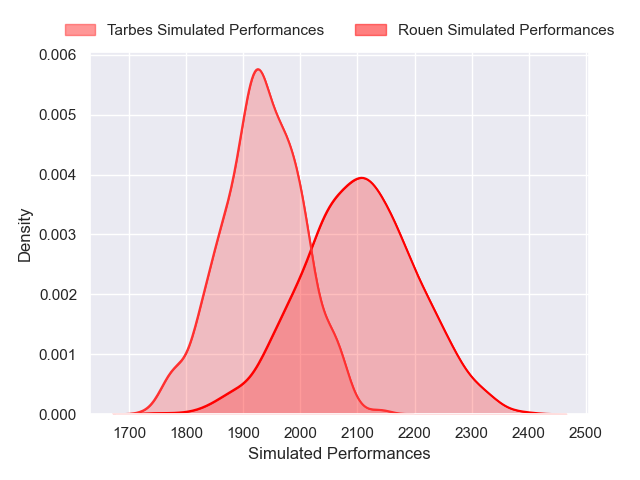 Tarbes Simulated Performances Rouen Simulated Performances
0.006
0.005
0.004
0.003
0.002
0.001
0.000
Density
1700 1800 1900 2000 2100 2200 2300 2400 2500
Simulated Performances